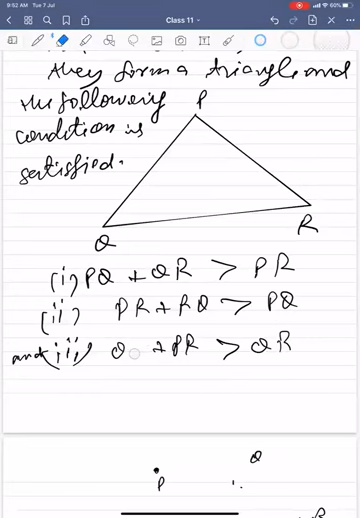 9:52 AM Tue 7 Jul
Class 11
they form a triangle and
the following
condition is
satisfied.
P
Q
R
(i) PQ + QR > PR
(ii) PR + RQ > PQ
and (iii) Q + PR > QR
Q
P
R